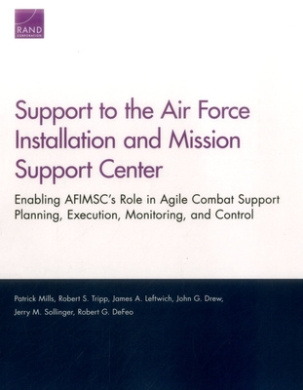 RAND
CORPORATION
Support to the Air Force
Installation and Mission
Support Center
Enabling AFIMSC's Role in Agile Combat Support
Planning, Execution, Monitoring, and Control
Patrick Mills, Robert S. Tripp, James A. Leftwich, John G. Drew,
Jerry M. Sollinger, Robert G. DeFeo